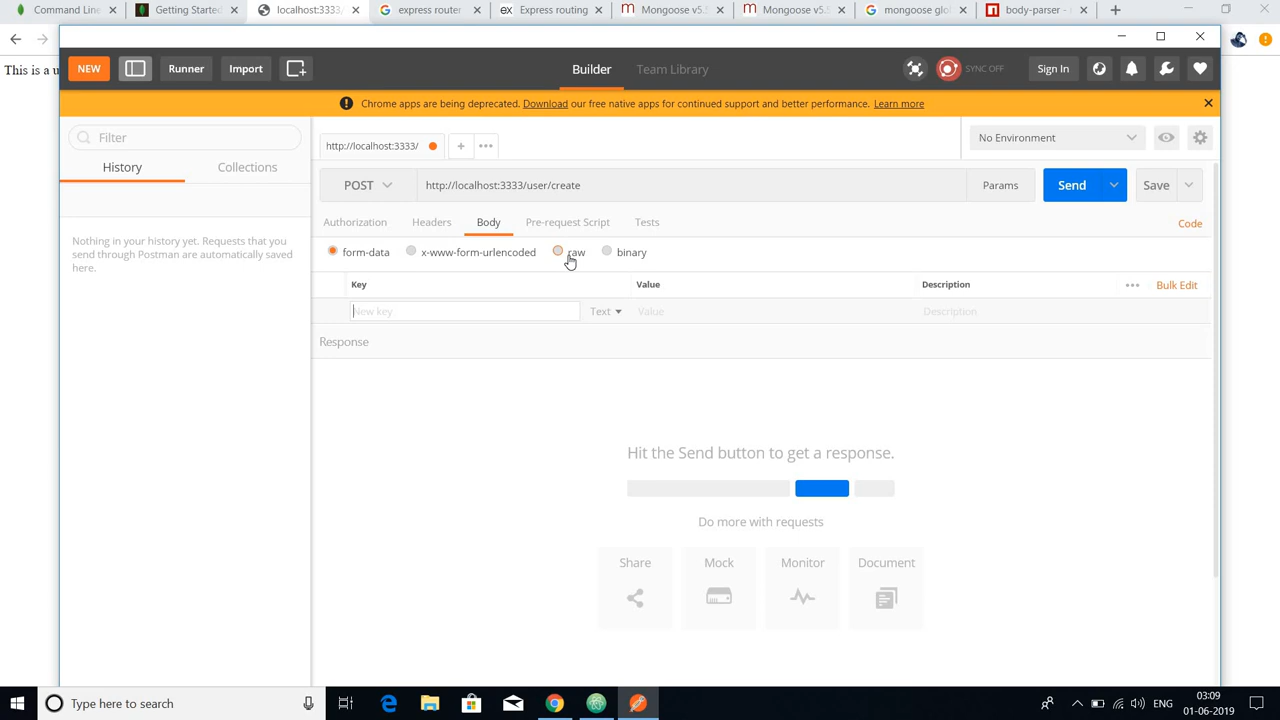 Command Line
Getting Started
localhost:3333/
express router
Express routing
Mongoose v5.5
Mongoose v5.5
mongoose glo
body-parser -
This is a u
NEW
Runner
Import
Builder
Team Library
SYNC OFF
Sign In
Chrome apps are being deprecated. Download our free native apps for continued support and better performance. Learn more
Filter
History
Collections
Nothing in your history yet. Requests that
you send through Postman are automatically saved
here.
http://localhost:3333/
No Environment
POST
http://localhost:3333/user/create
Params
Send
Save
Authorization
Headers
Body
Pre-request Script
Tests
Code
form-data
x-www-form-urlencoded
raw
binary
Key
Value
Description
Bulk Edit
New key
Text
Value
Description
Response
Hit the Send button to get a response.
Do more with requests
Share
Mock
Monitor
Document
Type here to search
ENG
03:09
01-06-2019